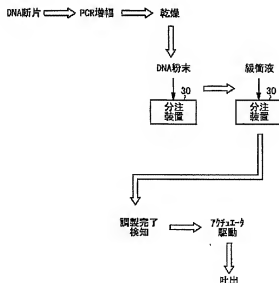 DNA断片
PCR増幅
乾燥
DNA粉末
緩衝液
30
30
分注
装置
分注
装置
調製完了
検知
アクチュエータ
駆動
吐出